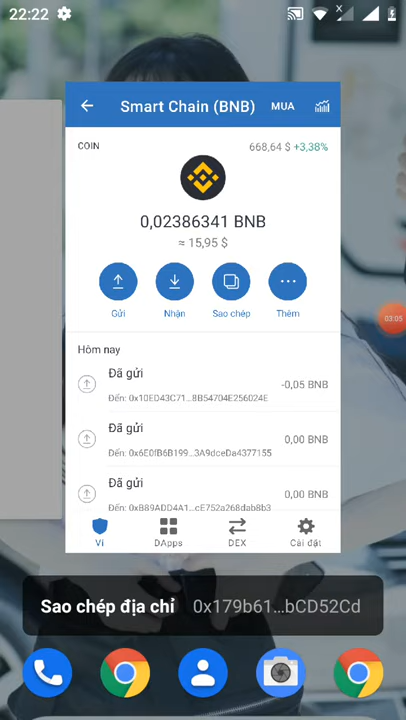 22:22
Smart Chain (BNB) MUA
COIN 668,64 $ +3,38%
0,02386341 BNB
≈ 15,95 $
Gửi Nhận Sao chép Thêm
03:05
Hôm nay
Đã gửi -0,05 BNB
Đến: 0x10ED43C71...8B54704E256024E
Đã gửi 0,00 BNB
Đến: 0x6E0fB6B199...3A9dceDa4377155
Đã gửi 0,00 BNB
Đến: 0xB89ADD4A1...cE752a268dab8b3
Ví DApps DEX Cài đặt
Sao chép địa chỉ 0x179b61...bCD52Cd